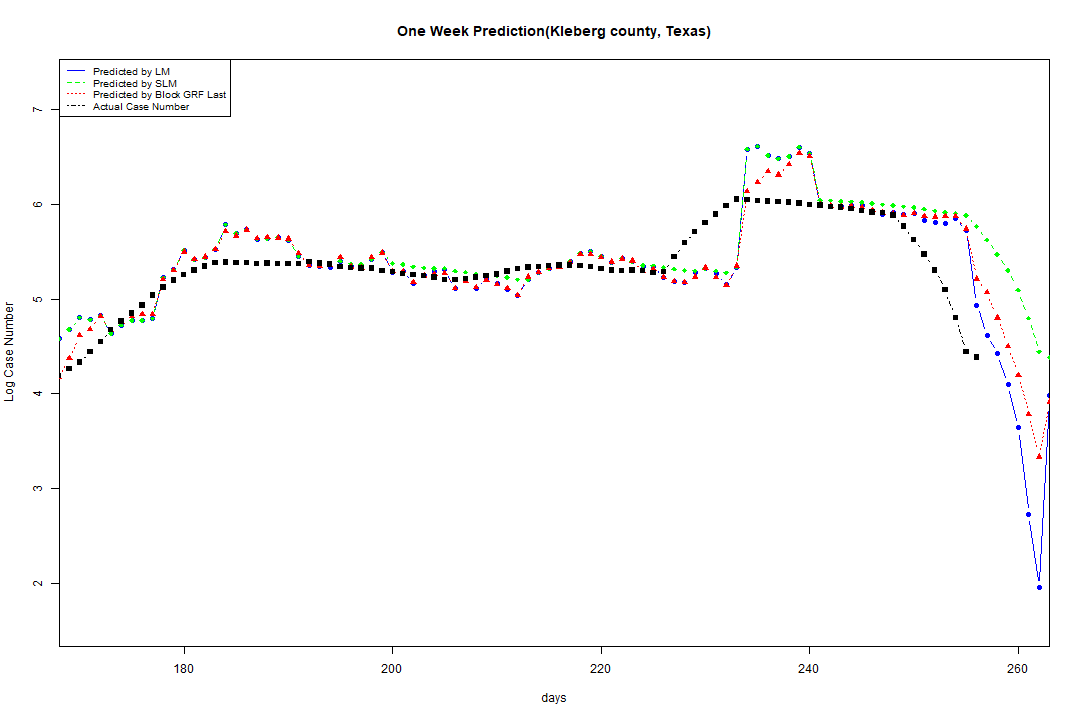 One Week Prediction(Kleberg county, Texas)
Predicted by LM
Predicted by SLM
Predicted by Block GRF Last
Actual Case Number
7
6
5
4
3
2
Log Case Number
180
200
220
240
260
days